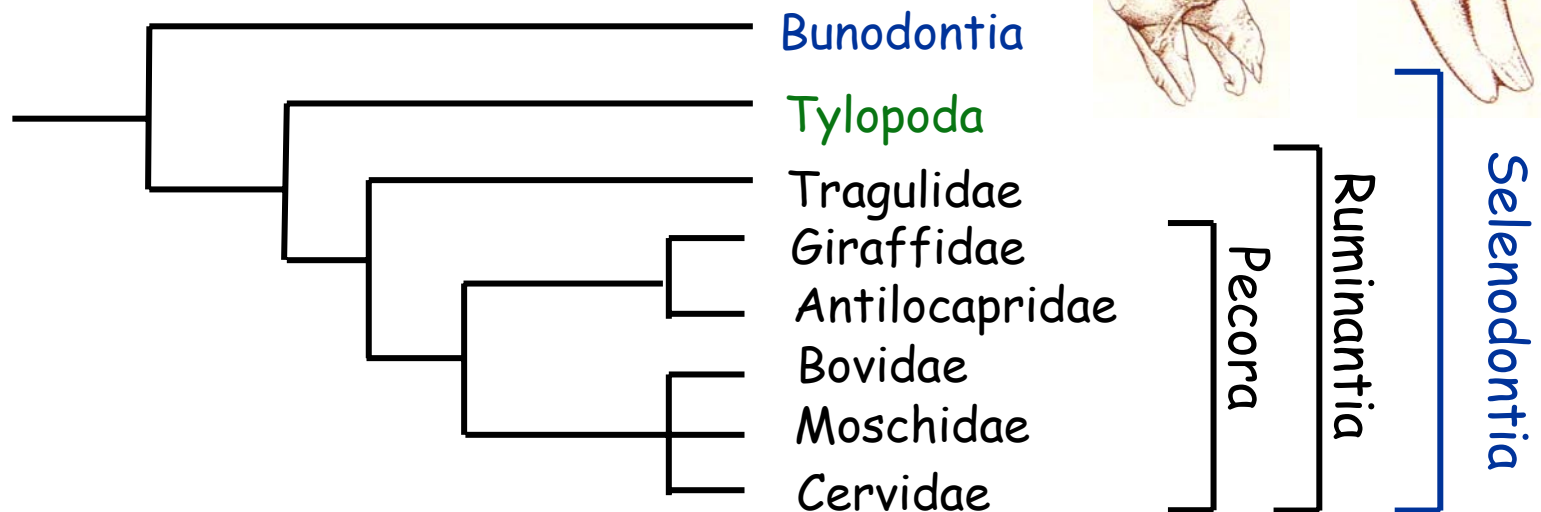 Bunodontia
Tylopoda
Tragulidae
Giraffidae
Antilocapridae
Bovidae
Moschidae
Cervidae
Pecora
Ruminantia
Selenodontia